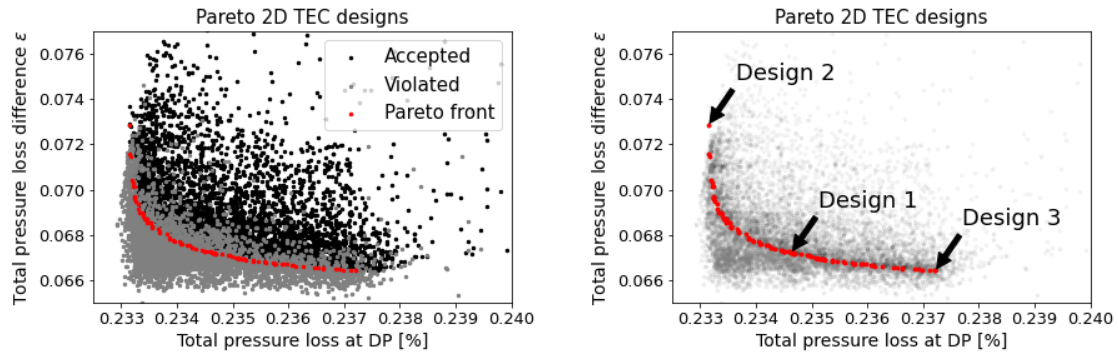 Pareto 2D TEC designs
Total pressure loss difference ε
0.076
0.074
0.072
0.070
0.068
0.066
Accepted
Violated
Pareto front
0.233 0.234 0.235 0.236 0.237 0.238 0.239 0.240
Total pressure loss at DP [%]
Pareto 2D TEC designs
Total pressure loss difference ε
0.076
0.074
0.072
0.070
0.068
0.066
Design 2
Design 1
Design 3
0.233 0.234 0.235 0.236 0.237 0.238 0.239 0.240
Total pressure loss at DP [%]